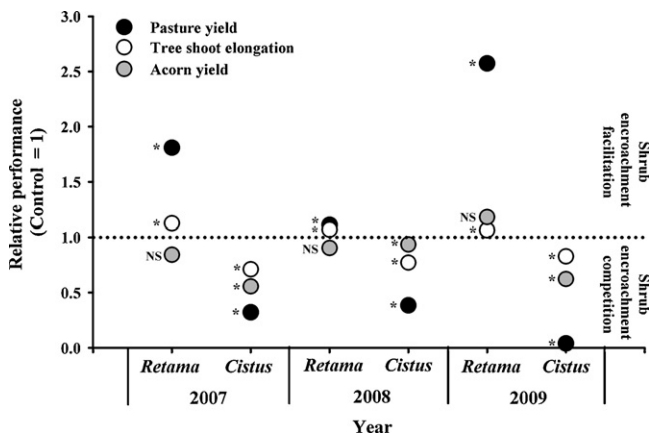 Pasture yield
Tree shoot elongation
Acorn yield
Relative performance
(Control = 1)
3.0
2.5
2.0
1.5
1.0
0.5
0.0
*
*
NS
*
*
*
*
*
NS
*
*
*
*
NS
*
*
*
*
Shrub
encroachment
facilitation
Shrub
encroachment
competition
Retama
Cistus
Retama
Cistus
Retama
Cistus
2007
2008
2009
Year